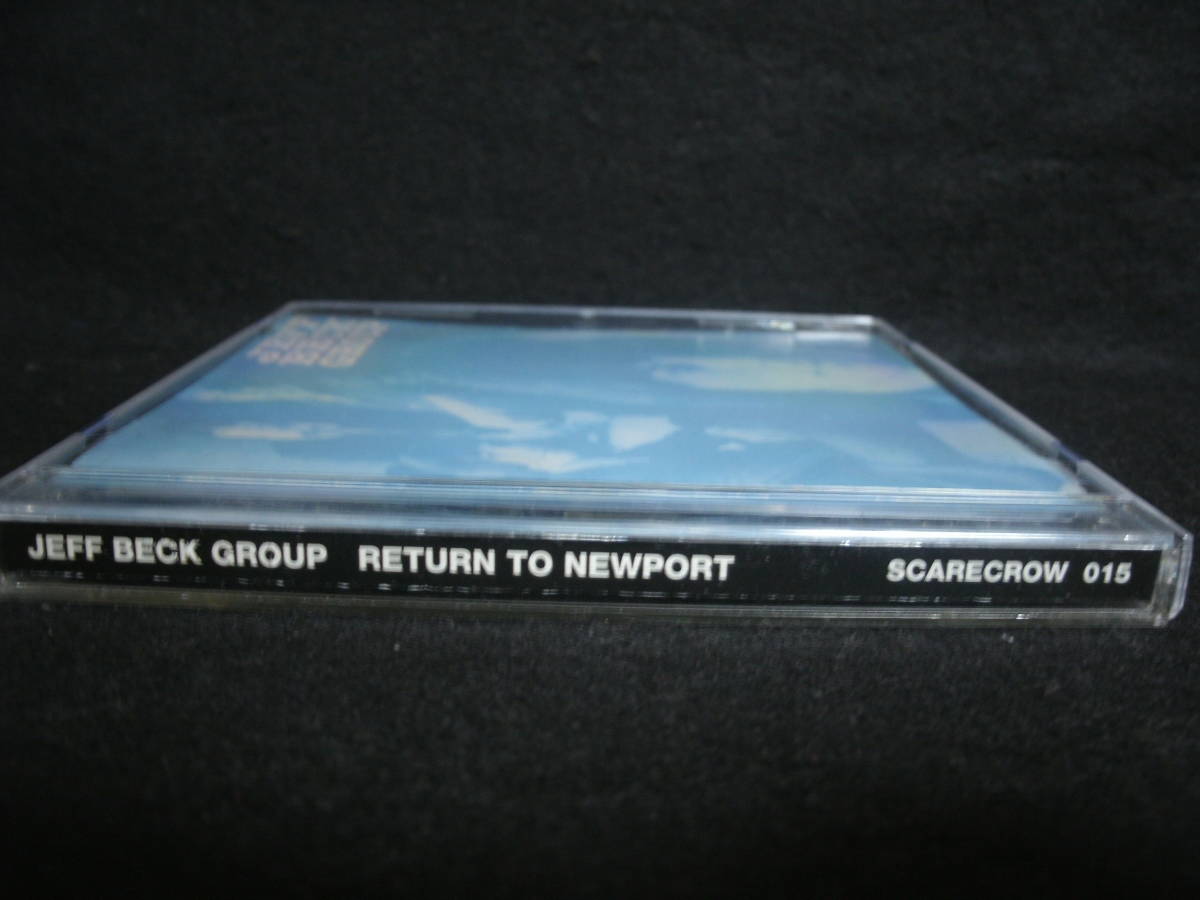 JEFF BECK GROUP RETURN TO NEWPORT SCARECROW 015